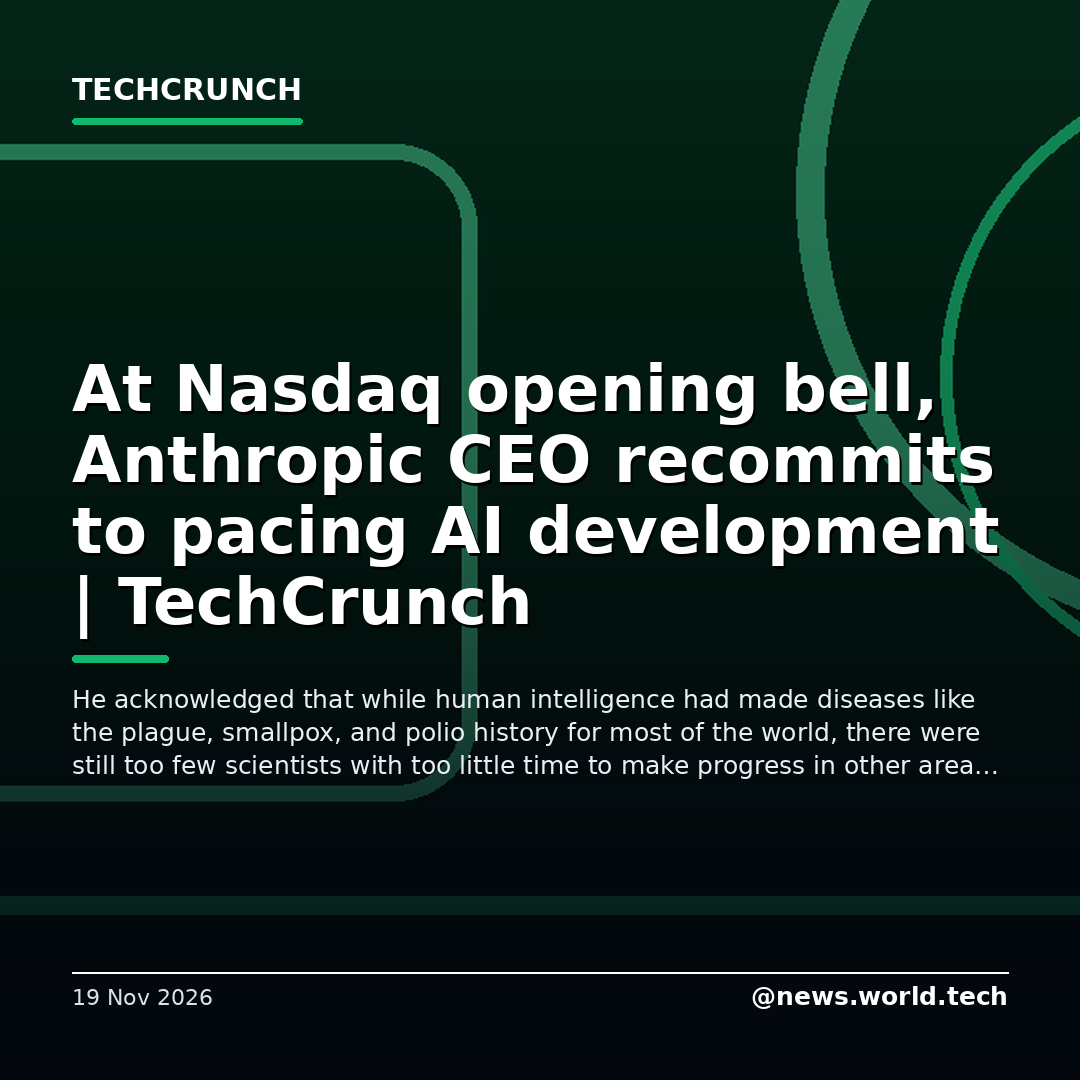 TECHCRUNCH
At Nasdaq opening bell,
Anthropic CEO recommits
to pacing AI development
| TechCrunch
He acknowledged that while human intelligence had made diseases like
the plague, smallpox, and polio history for most of the world, there were
still too few scientists with too little time to make progress in other area…
19 Nov 2026
@news.world.tech